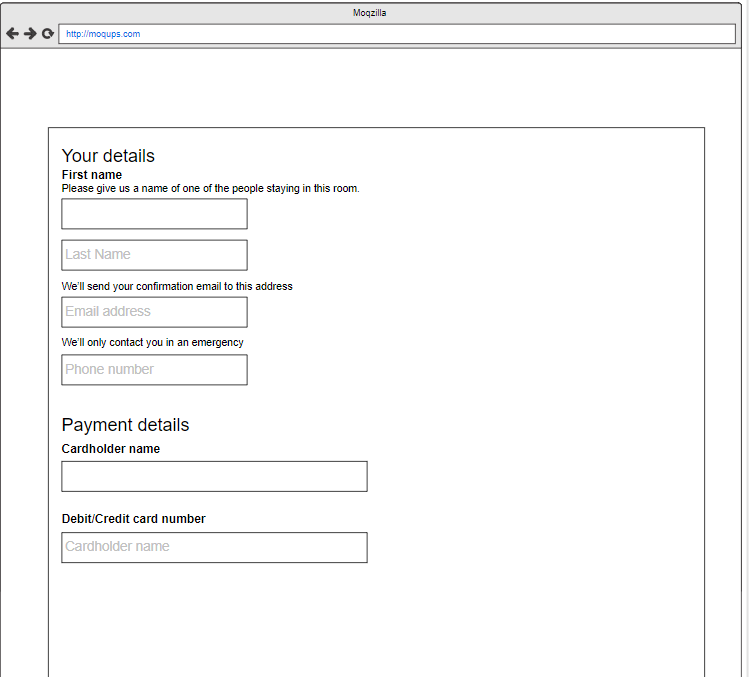 Moqzilla
http://moqups.com
Your details
First name
Please give us a name of one of the people staying in this room.
Last Name
We'll send your confirmation email to this address
Email address
We'll only contact you in an emergency
Phone number
Payment details
Cardholder name
Debit/Credit card number
Cardholder name